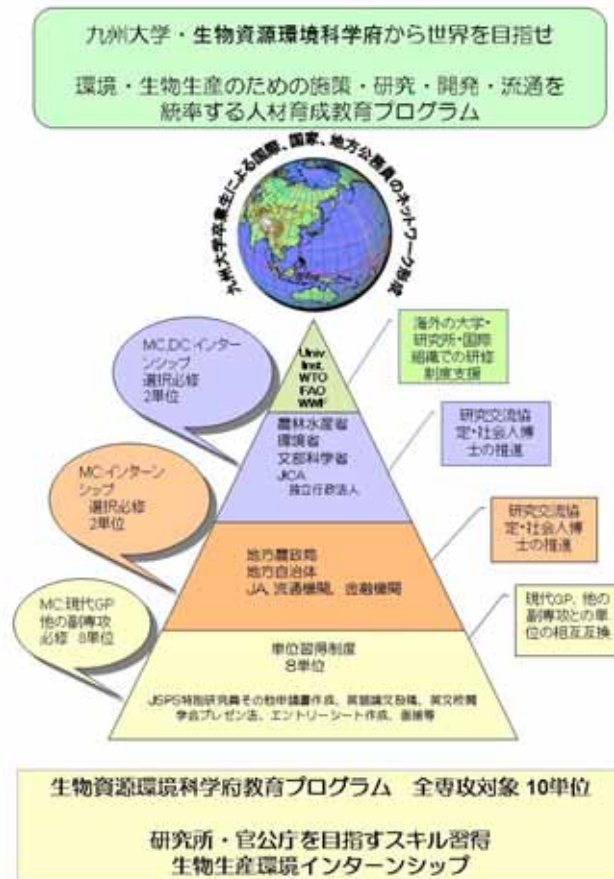 九州大学・生物資源環境科学府から世界を目指せ
環境・生物生産のための施策・研究・開発・流通を
統率する人材育成教育プログラム
九州大学卒業生による国際、国家、地方公務員のネットワーク形成
MC,DCインター
ンシップ
選択必修
2単位
Univ.
Inst.
WTO
FAO
WWF
海外の大学・
研究所・国際
組織での研修
制度支援
農林水産省
環境省
文部科学省
JICA
独立行政法人
研究交流協
定・社会人博
士の推進
MCインターン
シップ
選択必修
2単位
地方農政局
地方自治体
JA、流通機関、金融機関
研究交流協
定・社会人博
士の推進
MC現代GP
他の副専攻
必修 8単位
単位習得制度
8単位
JSPS特別研究員その他申請書作成、英語論文投稿、英文校閲
学会プレゼン法、エントリーシート作成、面接等
現代GP、他の
副専攻との単
位の相互互換
生物資源環境科学府教育プログラム 全専攻対象 10単位
研究所・官公庁を目指すスキル習得
生物生産環境インターンシップ